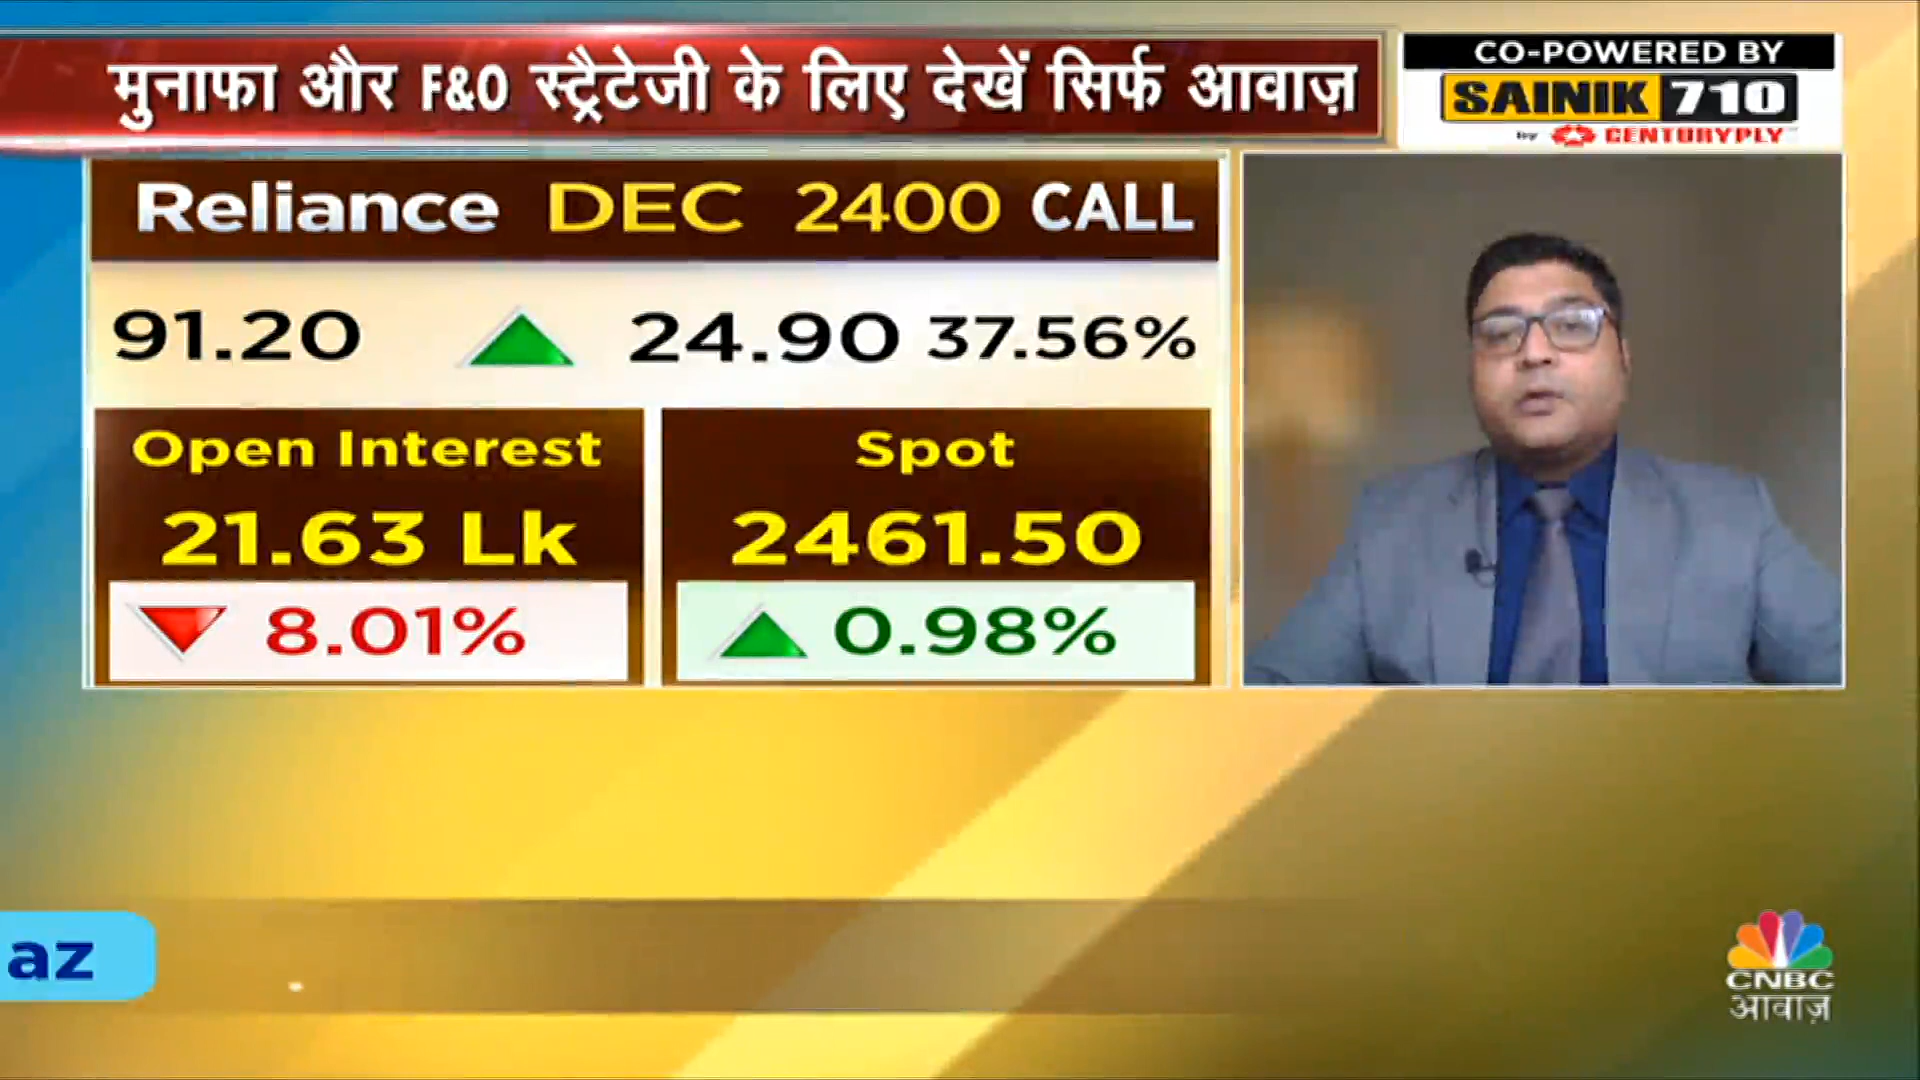 मुनाफा और F&O स्ट्रैटेजी के लिए देखें सिर्फ आवाज़
CO-POWERED BY
SAINIK 710
by CENTURYPLY
Reliance DEC 2400 CALL
91.20 24.90 37.56%
Open Interest
21.63 Lk
8.01%
Spot
2461.50
0.98%
az
CNBC
आवाज़